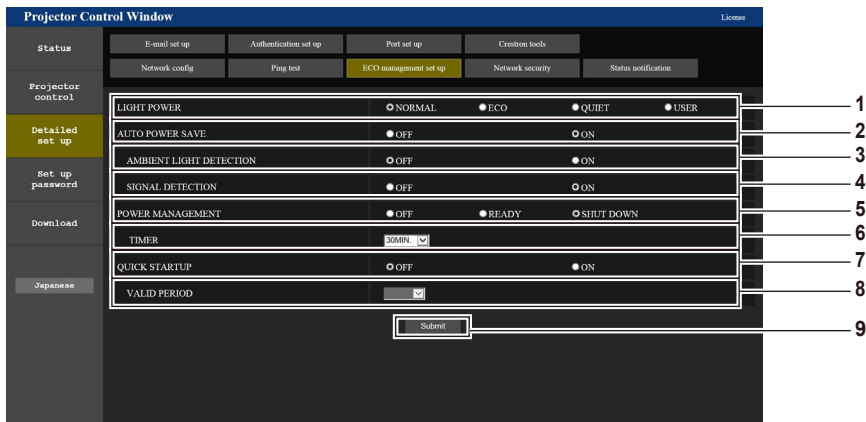 Projector Control Window License
Status
E-mail set up Authentication set up Port set up Crestron tools
Network config Ping test ECO management set up Network security Status notification
Projector
control
LIGHT POWER NORMAL ECO QUIET USER 1
Detailed
set up
AUTO POWER SAVE OFF ON 2
AMBIENT LIGHT DETECTION OFF ON 3
Set up
password
SIGNAL DETECTION OFF ON 4
POWER MANAGEMENT OFF READY SHUT DOWN 5
Download
TIMER 30MIN. 6
QUICK STARTUP OFF ON 7
Japanese
VALID PERIOD 8
Submit 9